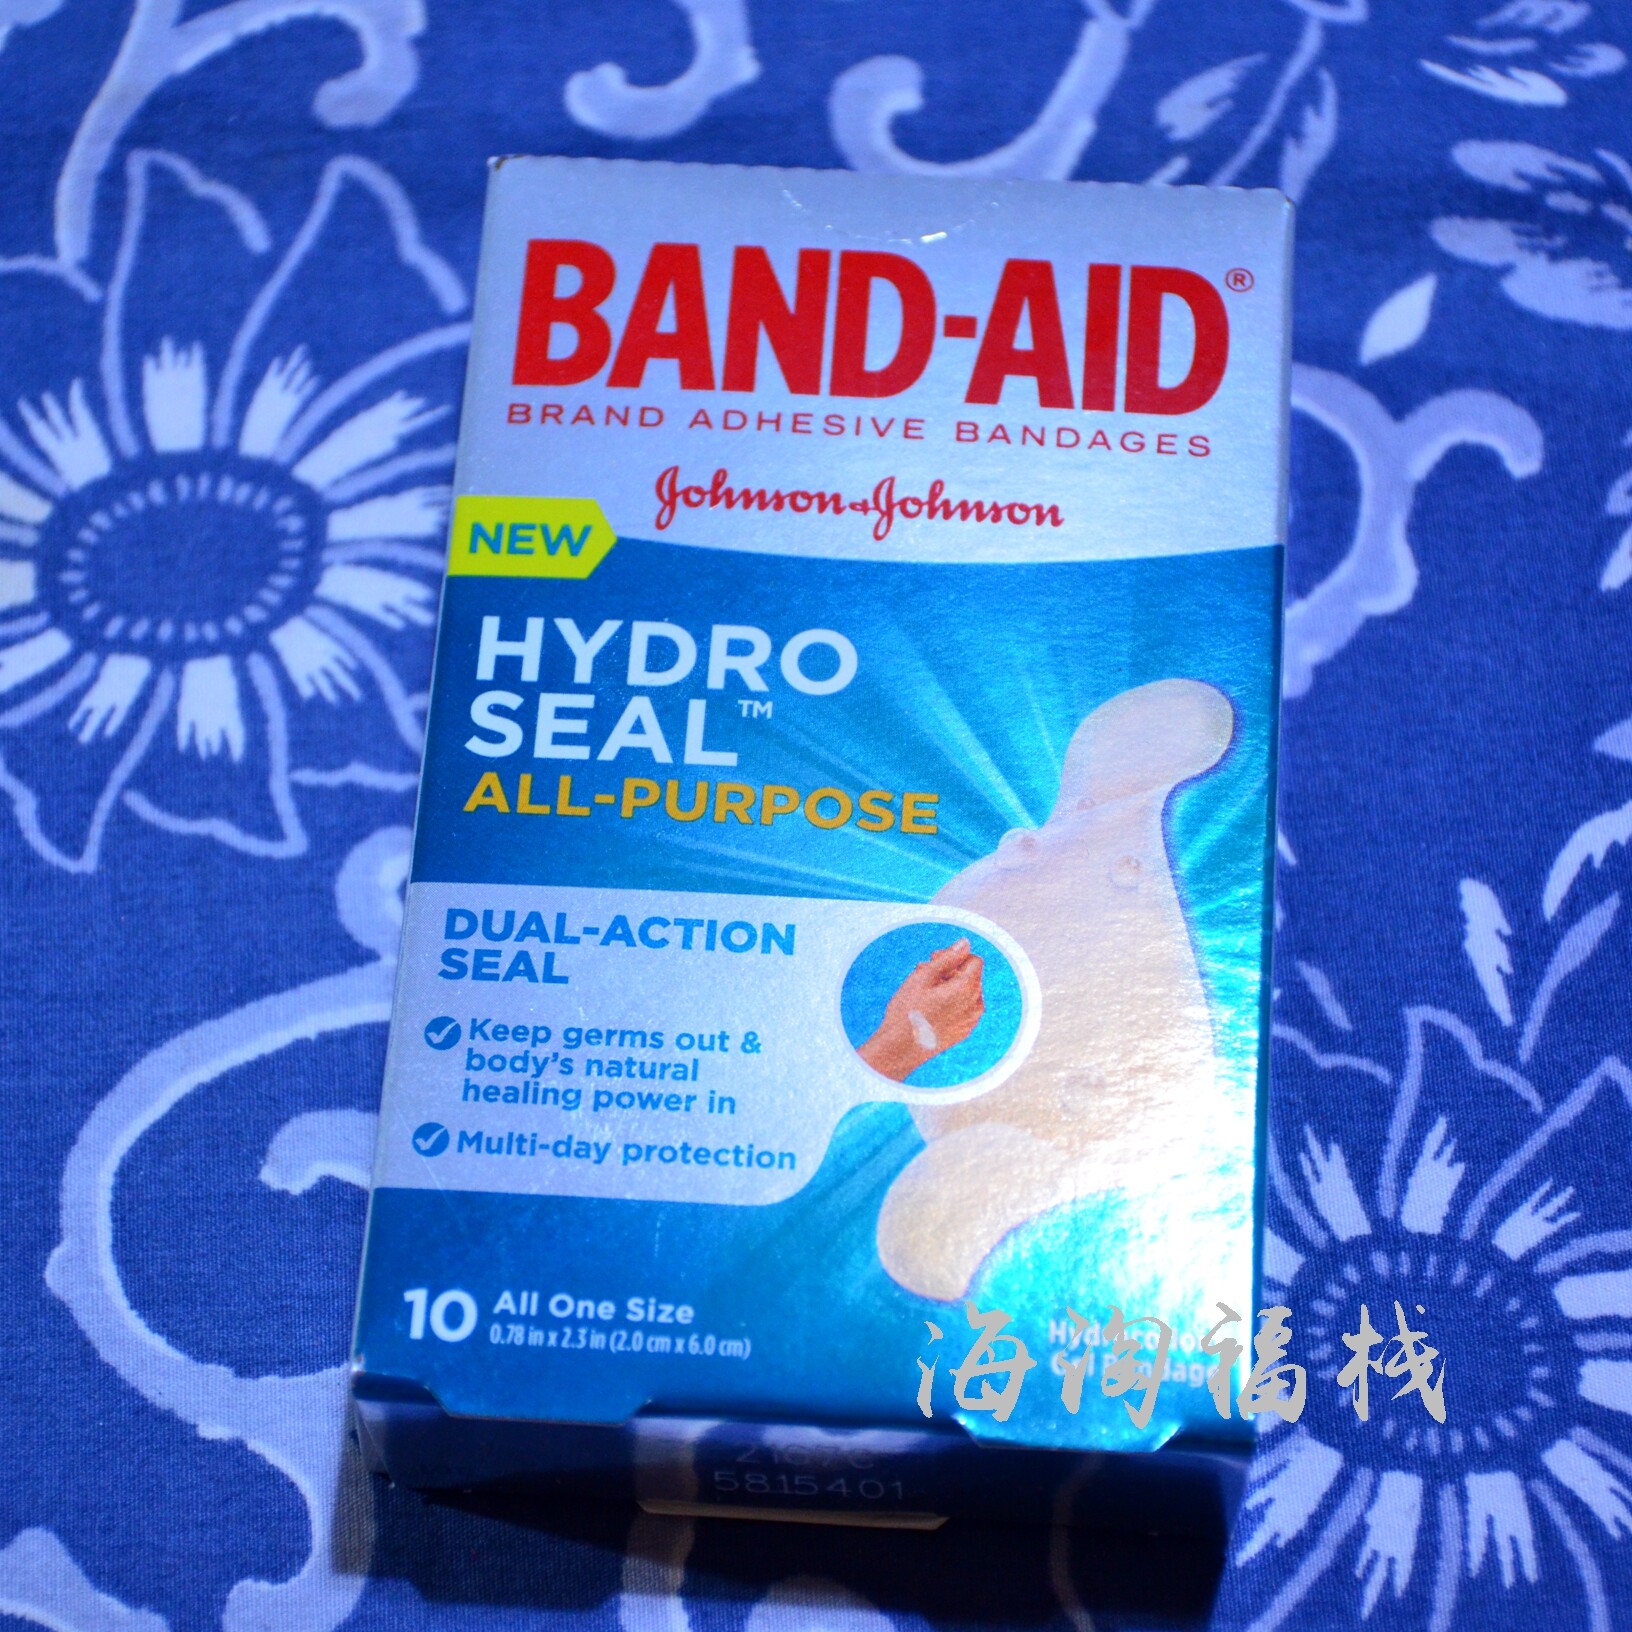 BAND-AID®
BRAND ADHESIVE BANDAGES
Johnson+Johnson
NEW
HYDRO
SEAL™
ALL-PURPOSE
DUAL-ACTION
SEAL
Keep germs out &
body's natural
healing power in
Multi-day protection
10 All One Size
0.78 in x 2.3 in (2.0 cm x 6.0 cm)
Gel
海淘福栈
5815401